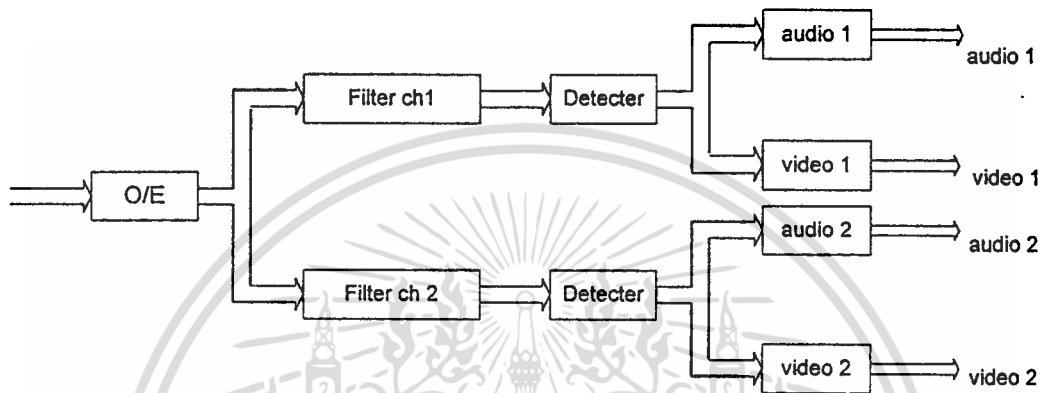 audio 1
audio 1
Filter ch1
Detecter
video 1
video 1
O/E
audio 2
audio 2
Filter ch 2
Detecter
video 2
video 2